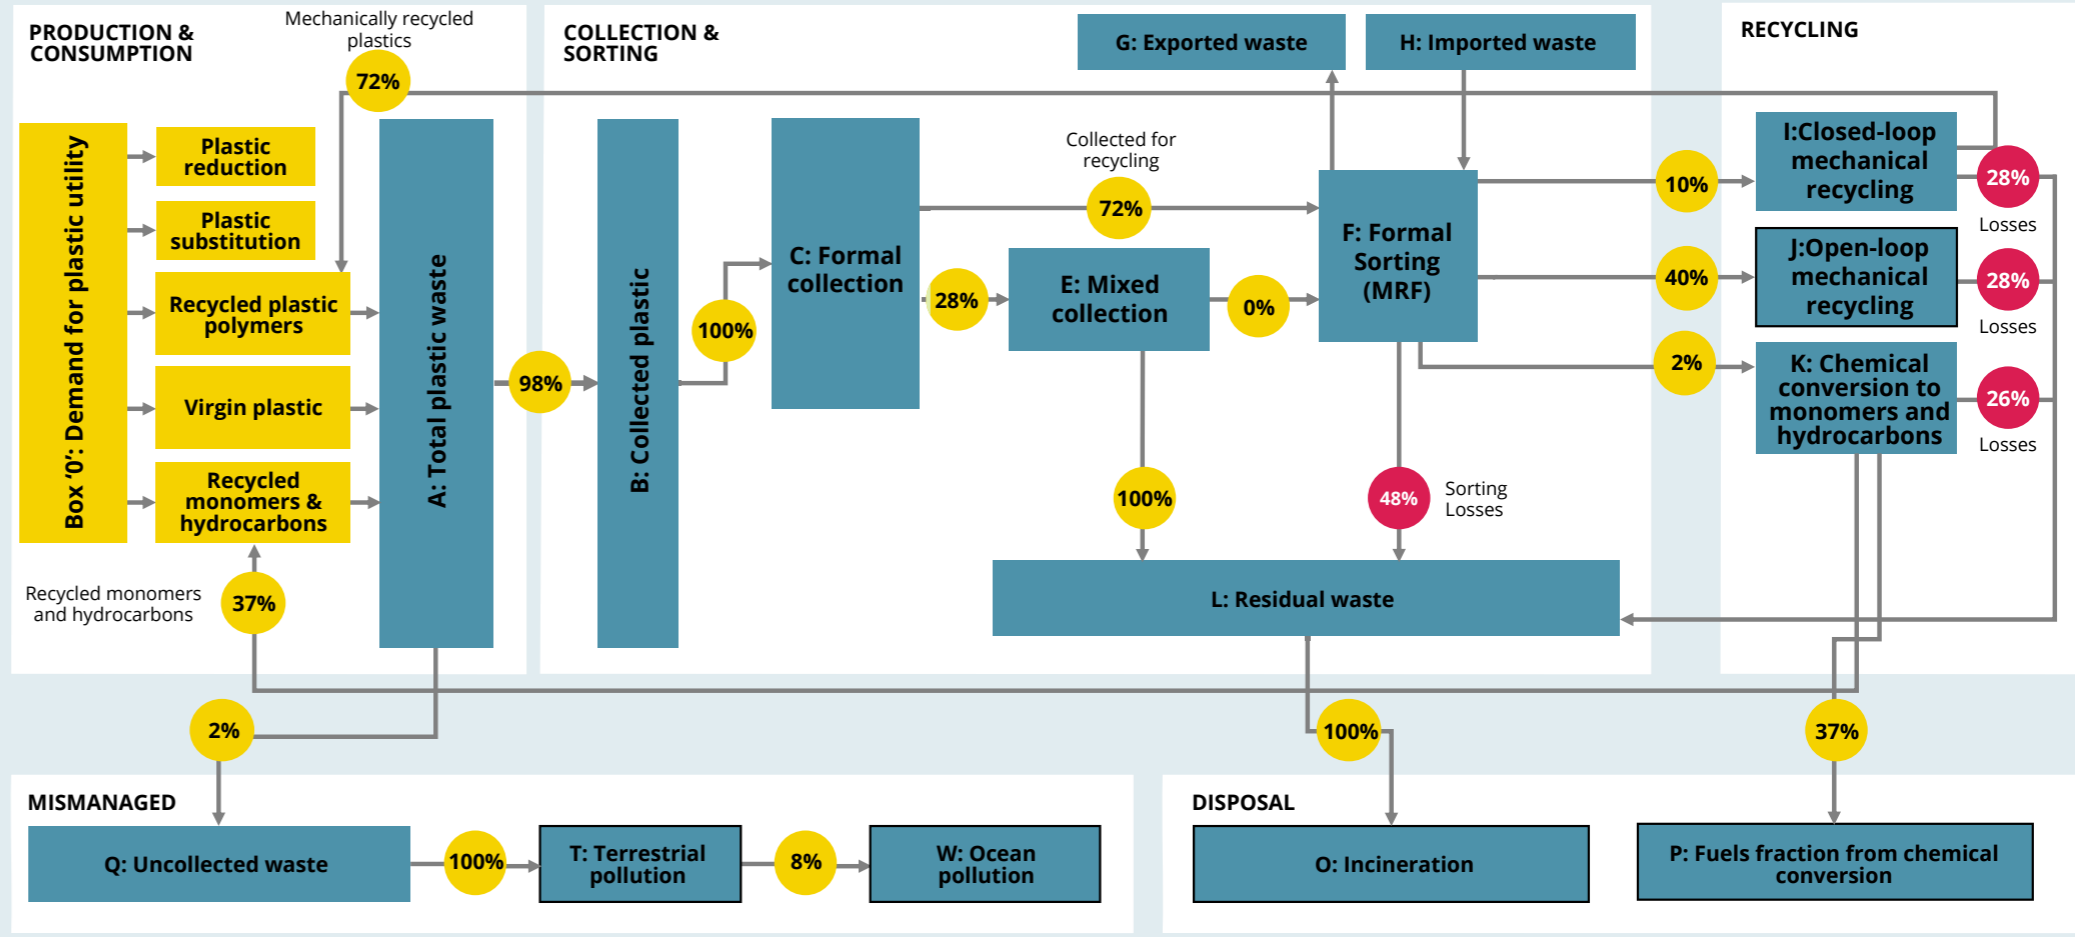 PRODUCTION &
CONSUMPTION
Mechanically recycled
plastics
72%
Box ‘0’: Demand for plastic utility
Plastic
reduction
Plastic
substitution
Recycled plastic
polymers
Virgin plastic
Recycled
monomers &
hydrocarbons
Recycled monomers
and hydrocarbons
37%
A: Total plastic waste
98%
COLLECTION &
SORTING
B: Collected plastic
100%
C: Formal
collection
Collected for
recycling
72%
28%
E: Mixed
collection
0%
G: Exported waste
H: Imported waste
F: Formal
Sorting
(MRF)
100%
48%
Sorting
Losses
L: Residual waste
RECYCLING
10%
I:Closed-loop
mechanical
recycling
28%
Losses
40%
J:Open-loop
mechanical
recycling
28%
Losses
2%
K: Chemical
conversion to
monomers and
hydrocarbons
26%
Losses
2%
MISMANAGED
Q: Uncollected waste
100%
T: Terrestrial
pollution
8%
W: Ocean
pollution
100%
37%
DISPOSAL
O: Incineration
P: Fuels fraction from chemical
conversion